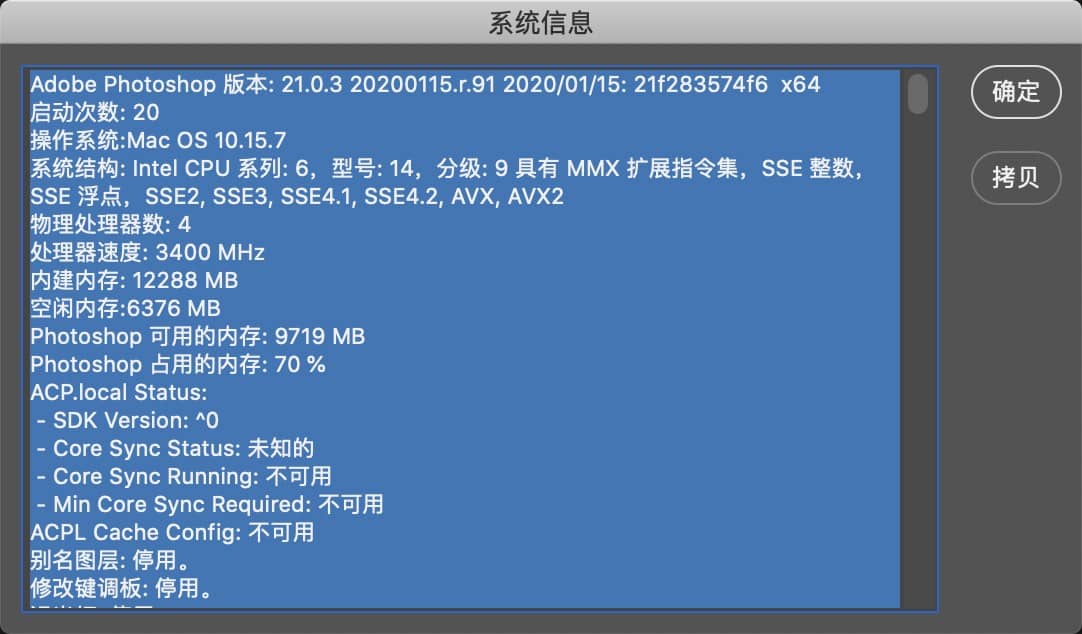 系统信息
Adobe Photoshop 版本: 21.0.3 20200115.r.91 2020/01/15: 21f283574f6  x64
启动次数: 20
操作系统:Mac OS 10.15.7
系统结构: Intel CPU 系列: 6，型号: 14，分级: 9 具有 MMX 扩展指令集，SSE 整数，
SSE 浮点，SSE2, SSE3, SSE4.1, SSE4.2, AVX, AVX2
物理处理器数: 4
处理器速度: 3400 MHz
内建内存: 12288 MB
空闲内存:6376 MB
Photoshop 可用的内存: 9719 MB
Photoshop 占用的内存: 70 %
ACP.local Status:
- SDK Version: ^0
- Core Sync Status: 未知的
- Core Sync Running: 不可用
- Min Core Sync Required: 不可用
ACPL Cache Config: 不可用
别名图层: 停用。
修改键调板: 停用。
确定
拷贝